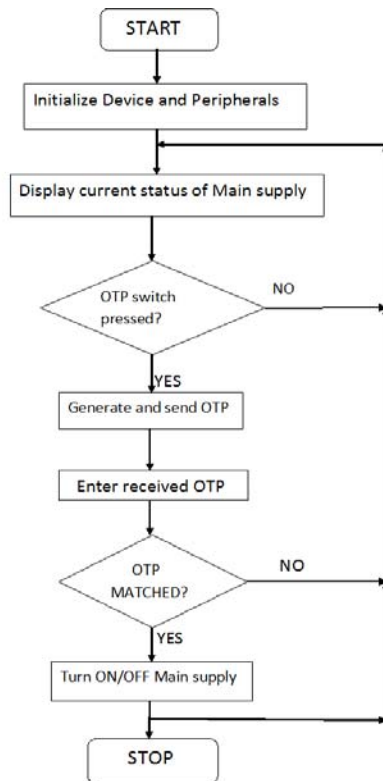 START
Initialize Device and Peripherals
Display current status of Main supply
OTP switch
pressed?
NO
YES
Generate and send OTP
Enter received OTP
OTP
MATCHED?
NO
YES
Turn ON/OFF Main supply
STOP